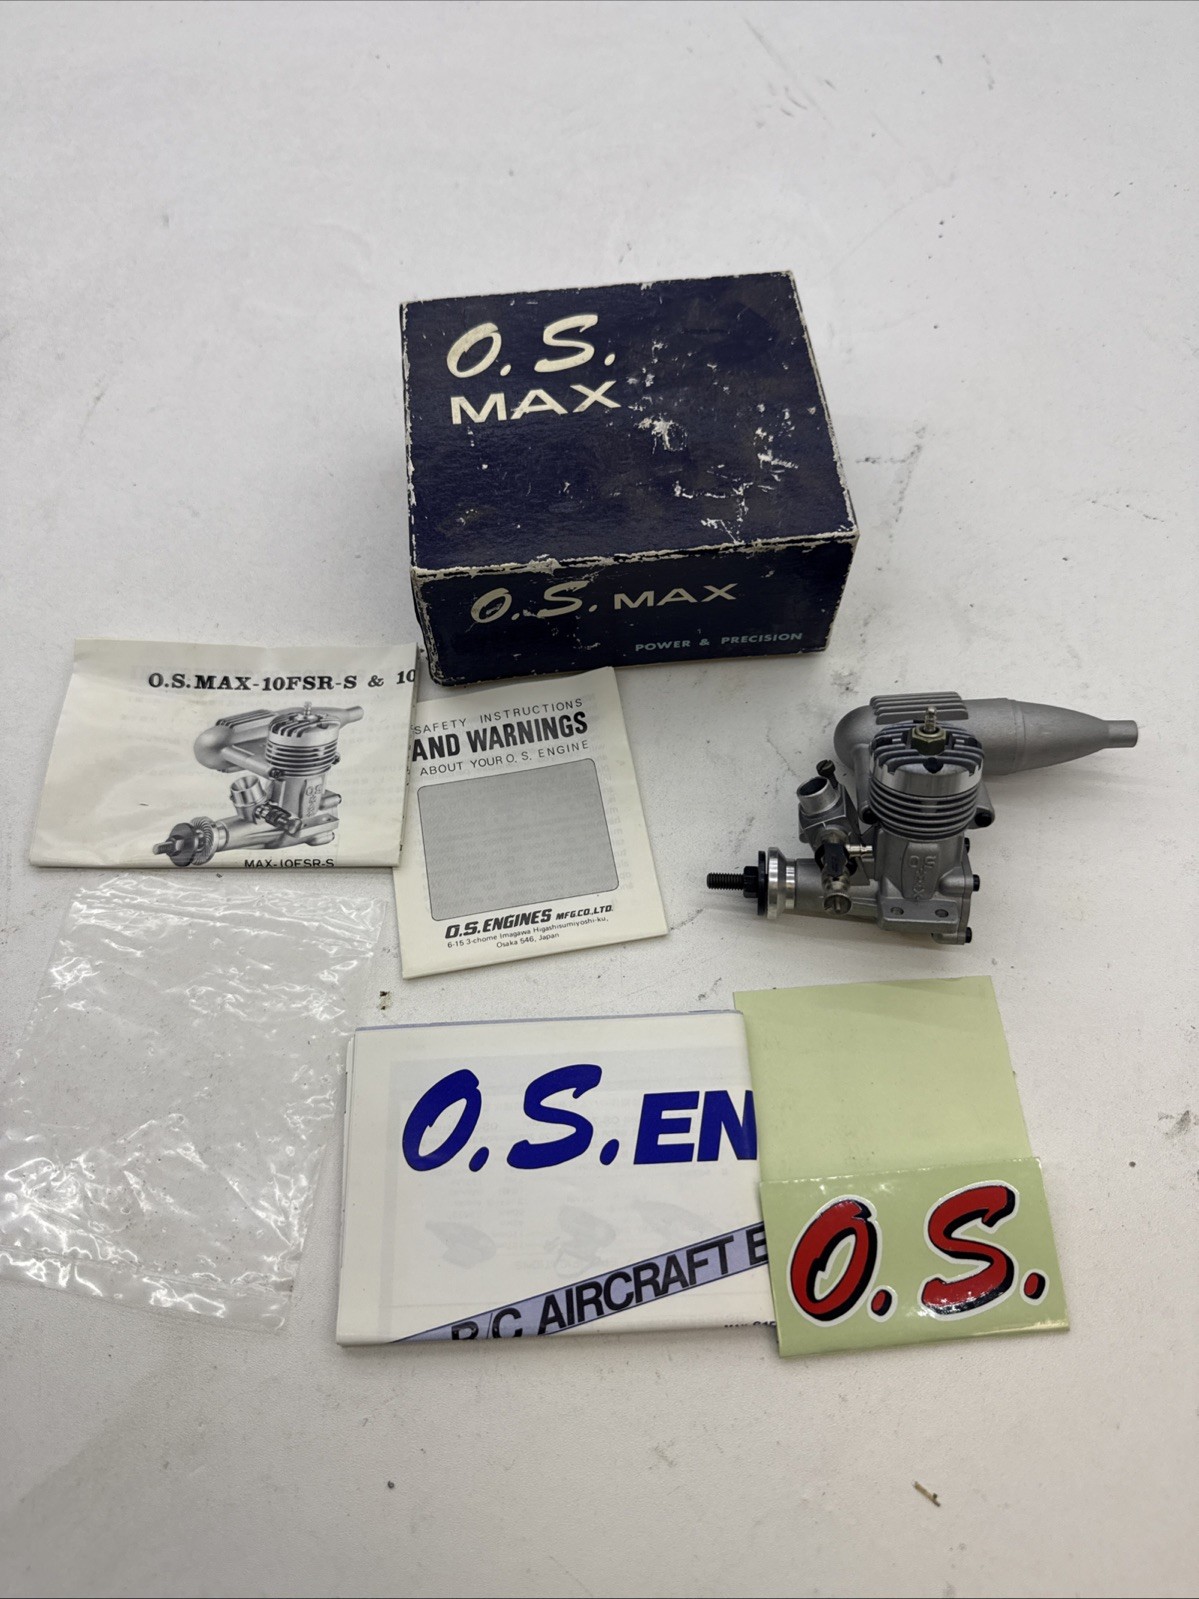 O.S.
MAX
O.S. MAX
POWER & PRECISION
O.S.MAX-10FSR-S & 10
MAX-10FSR-S
SAFETY INSTRUCTIONS
AND WARNINGS
ABOUT YOUR O.S. ENGINE
O.S.ENGINES MFG.CO.,LTD.
6-15 3-chome Imagawa Higashisumiyoshi-ku,
Osaka 546, Japan
O.S.
O.S. EN
R/C AIRCRAFT E
O.S.